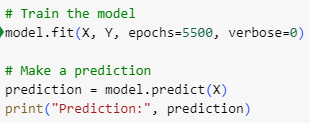 # Train the model
model.fit(X, Y, epochs=5500, verbose=0)
# Make a prediction
prediction = model.predict(X)
print("Prediction:", prediction)